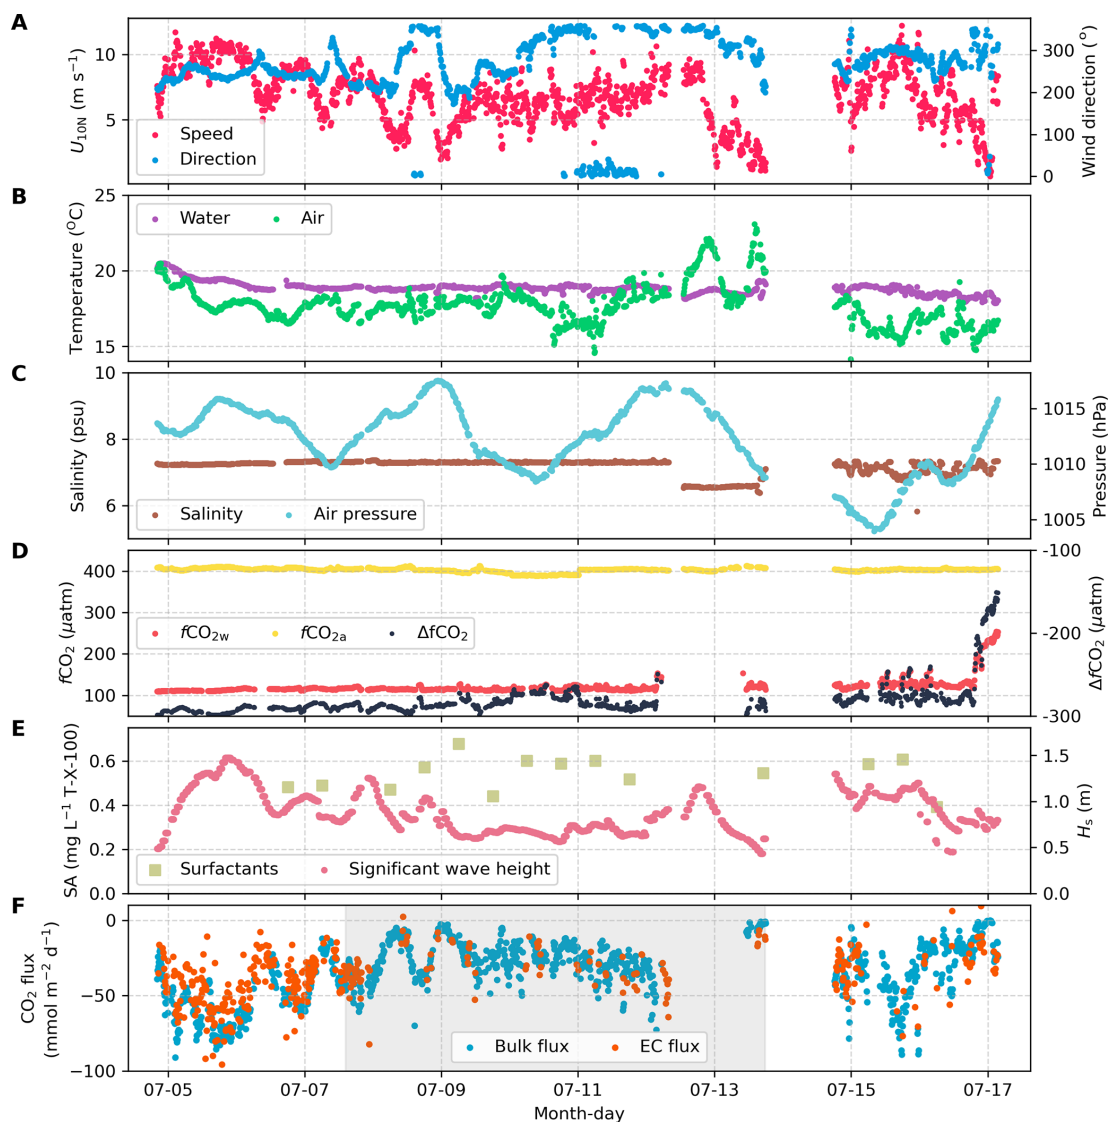 A
U10N (m s−1)
10
5
Speed
Direction
300
200
100
0
Wind direction (°)
B
Temperature (°C)
25
20
15
Water
Air
C
Salinity (psu)
10
8
6
Salinity
Air pressure
1015
1010
1005
Pressure (hPa)
D
fCO2 (μatm)
400
300
200
100
fCO2w
fCO2a
ΔfCO2
-100
-200
-300
ΔfCO2 (μatm)
E
SA (mg L−1 T-X-100)
0.6
0.4
0.2
0.0
Surfactants
Significant wave height
1.5
1.0
0.5
0.0
Hs (m)
F
CO2 flux
(mmol m−2 d−1)
0
−50
−100
Bulk flux
EC flux
07-05
07-07
07-09
07-11
07-13
07-15
07-17
Month-day